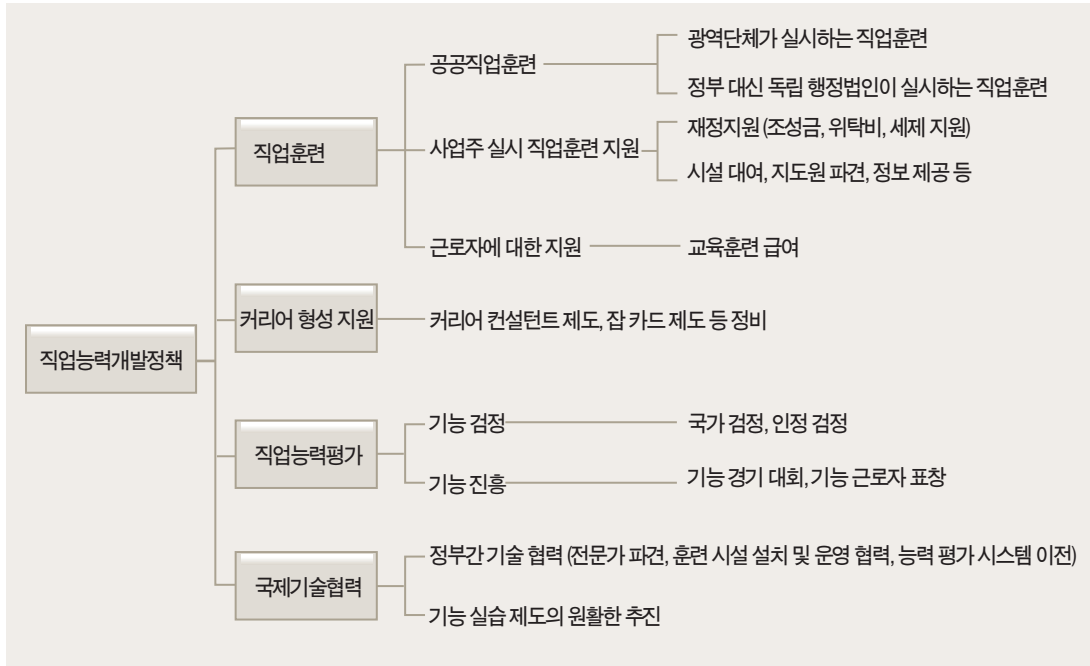 직업능력개발정책
직업훈련
공공직업훈련
광역단체가 실시하는 직업훈련
정부 대신 독립 행정법인이 실시하는 직업훈련
사업주 실시 직업훈련 지원
재정지원 (조성금, 위탁비, 세제 지원)
시설 대여, 지도원 파견, 정보 제공 등
근로자에 대한 지원
교육훈련 급여
커리어 형성 지원
커리어 컨설턴트 제도, 잡 카드 제도 등 정비
직업능력평가
기능 검정
국가 검정, 인정 검정
기능 진흥
기능 경기 대회, 기능 근로자 표창
국제기술협력
정부간 기술 협력 (전문가 파견, 훈련 시설 설치 및 운영 협력, 능력 평가 시스템 이전)
기능 실습 제도의 원활한 추진